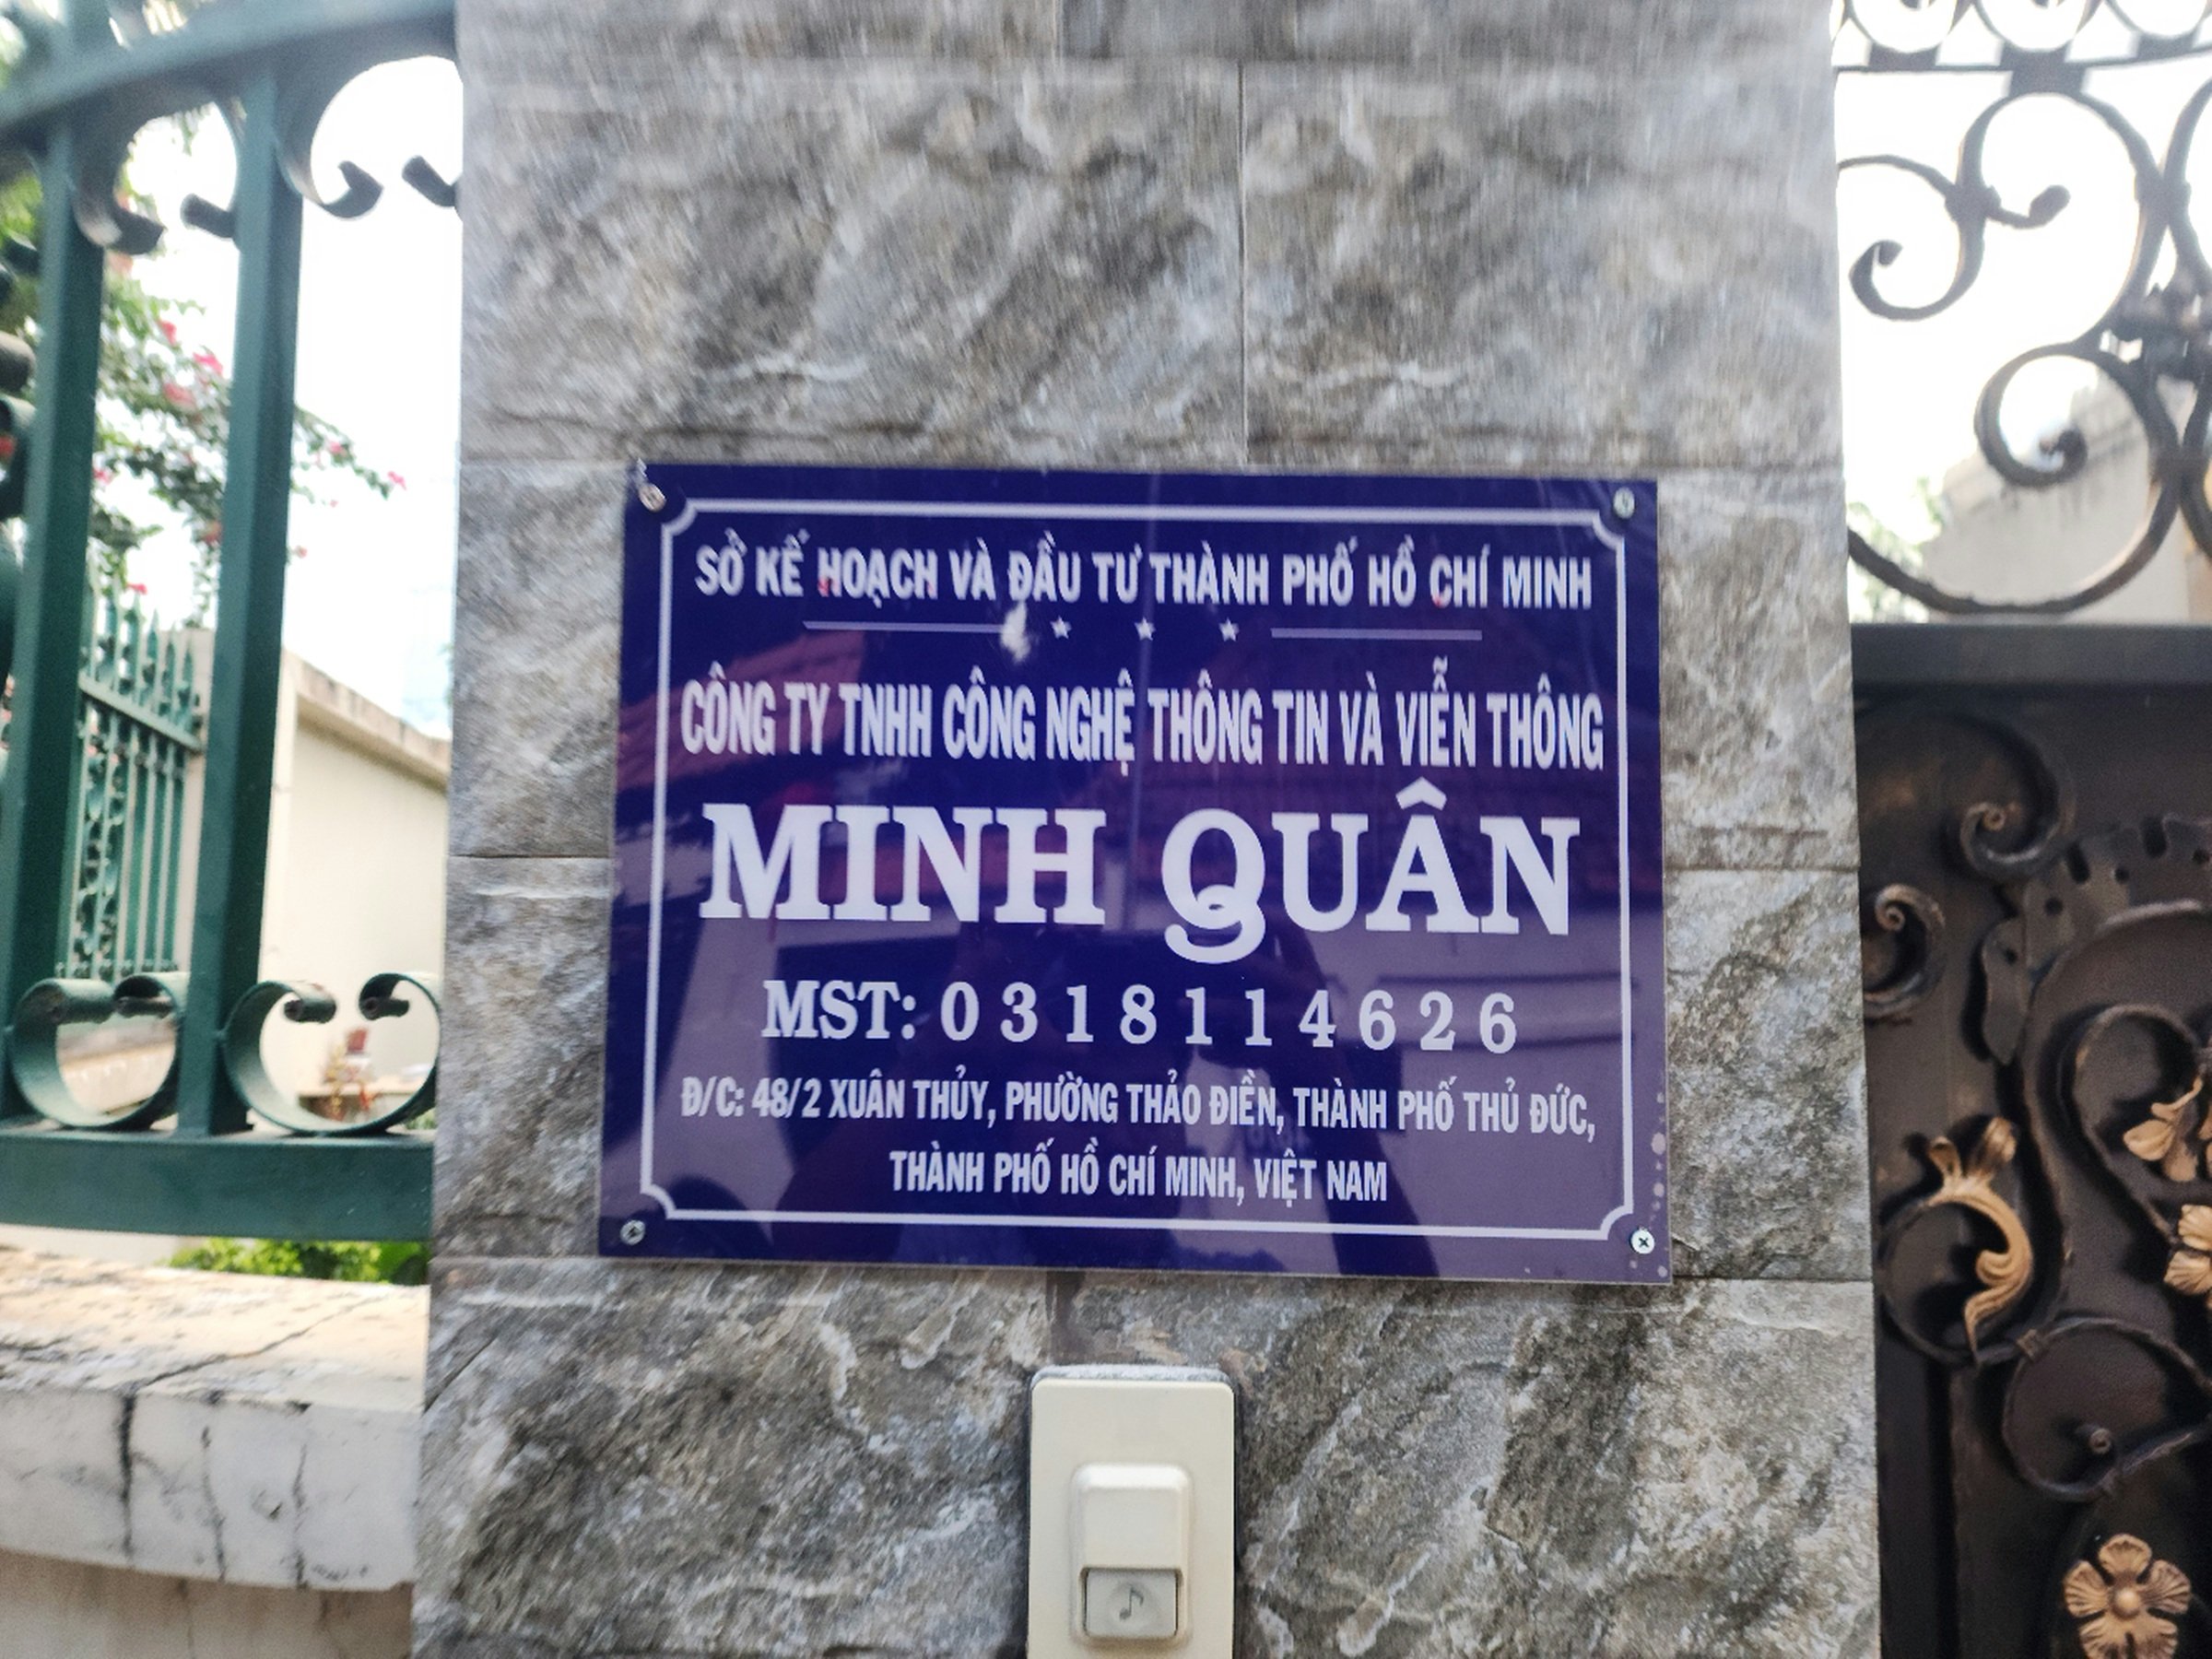 SỞ KẾ HOẠCH VÀ ĐẦU TƯ THÀNH PHỐ HỒ CHÍ MINH
CÔNG TY TNHH CÔNG NGHỆ THÔNG TIN VÀ VIỄN THÔNG
MINH QUÂN
MST: 0318114626
Đ/C: 48/2 XUÂN THỦY, PHƯỜNG THẢO ĐIỀN, THÀNH PHỐ THỦ ĐỨC,
THÀNH PHỐ HỒ CHÍ MINH, VIỆT NAM